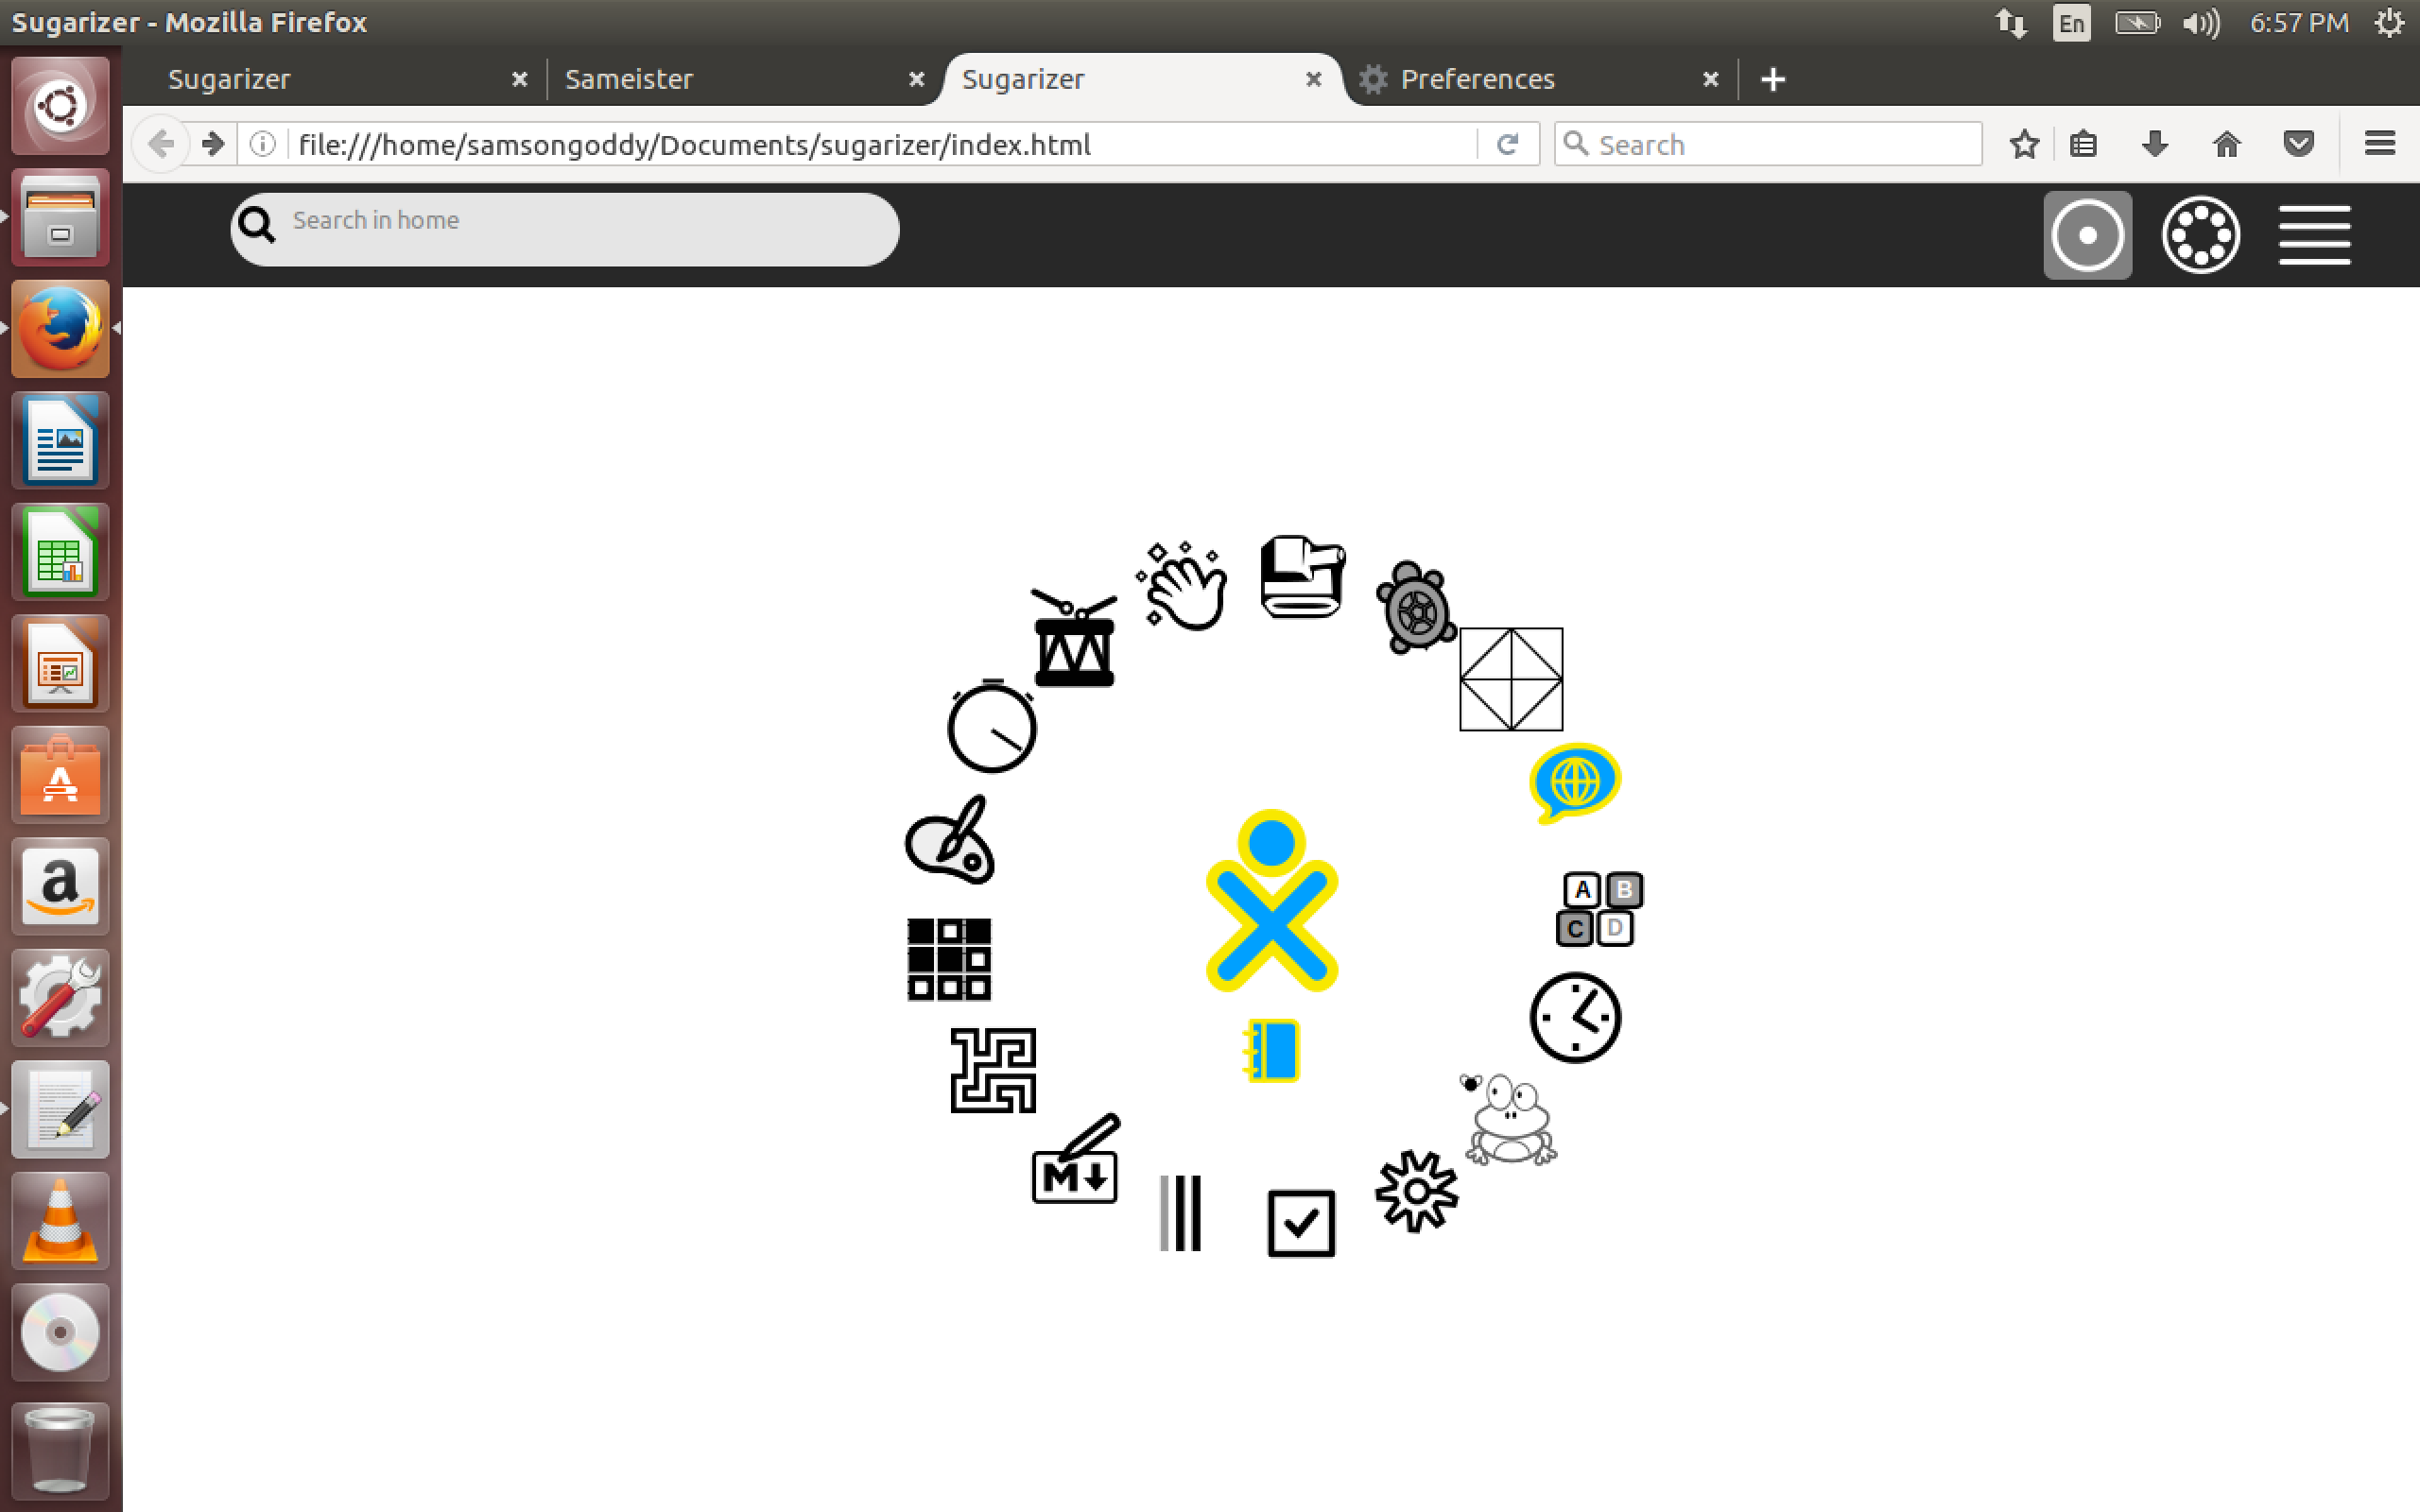 Sugarizer - Mozilla Firefox
En
6:57 PM
Sugarizer
Sameister
Sugarizer
Preferences
file:///home/samsongoddy/Documents/sugarizer/index.html
Search
Search in home
A
B
C
D
M
A
a